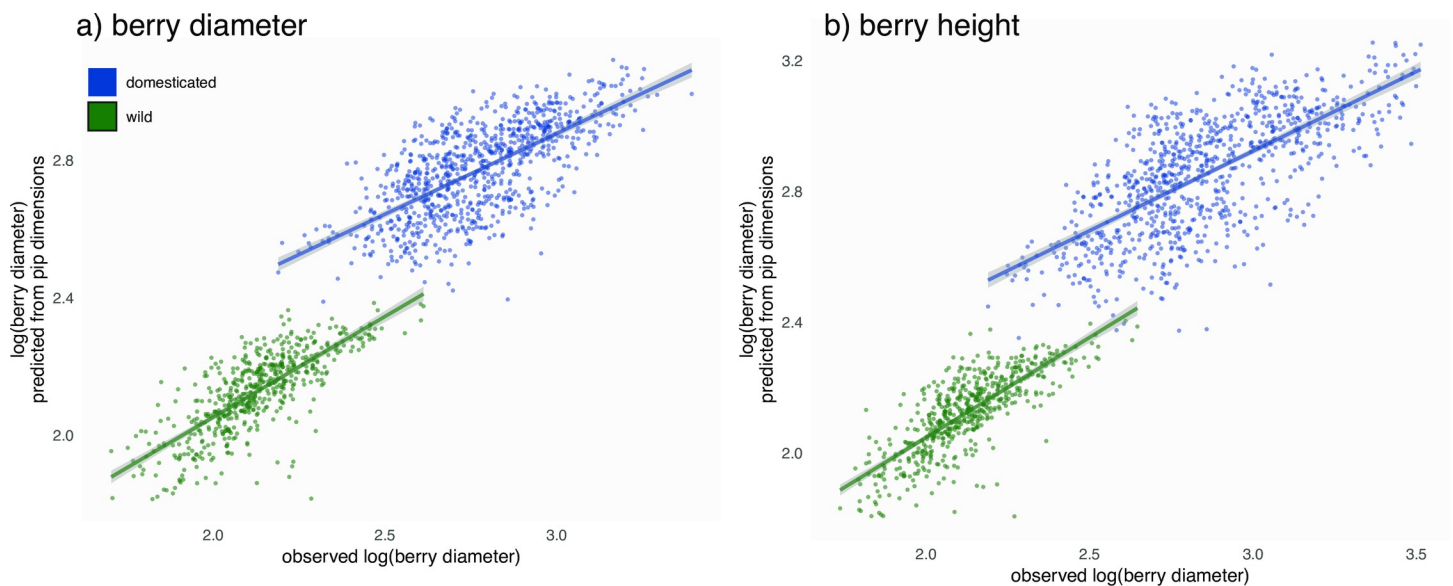 a) berry diameter
domesticated
wild
log(berry diameter)
predicted from pip dimensions
2.8
2.4
2.0
2.0 2.5 3.0
observed log(berry diameter)
b) berry height
log(berry diameter)
predicted from pip dimensions
3.2
2.8
2.4
2.0
2.0 2.5 3.0 3.5
observed log(berry diameter)